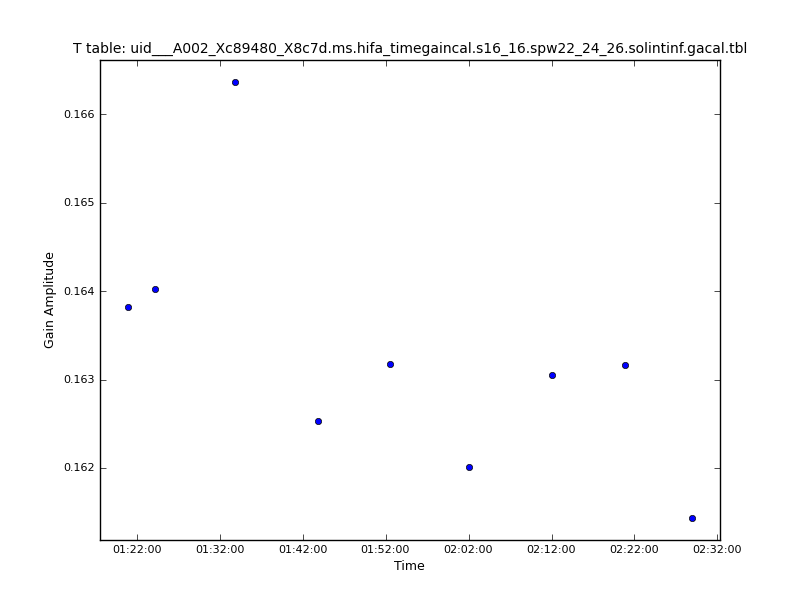 T table: uid___A002_Xc89480_X8c7d.ms.hifa_timegaincal.s16_16.spw22_24_26.solintinf.gacal.tbl
0.166
0.165
0.164
0.163
0.162
Gain Amplitude
01:22:00 01:32:00 01:42:00 01:52:00 02:02:00 02:12:00 02:22:00 02:32:00
Time